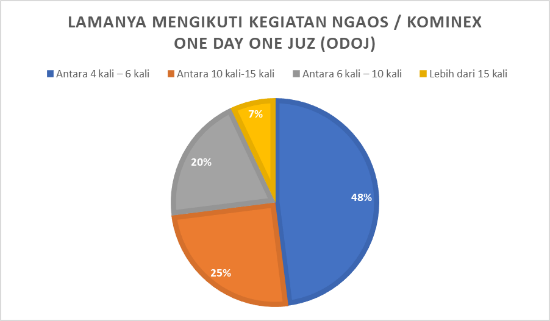 LAMANYA MENGIKUTI KEGIATAN NGAOS / KOMINEX
ONE DAY ONE JUZ (ODOJ)
Antara 4 kali – 6 kali Antara 10 kali-15 kali Antara 6 kali – 10 kali Lebih dari 15 kali
7%
20%
48%
25%